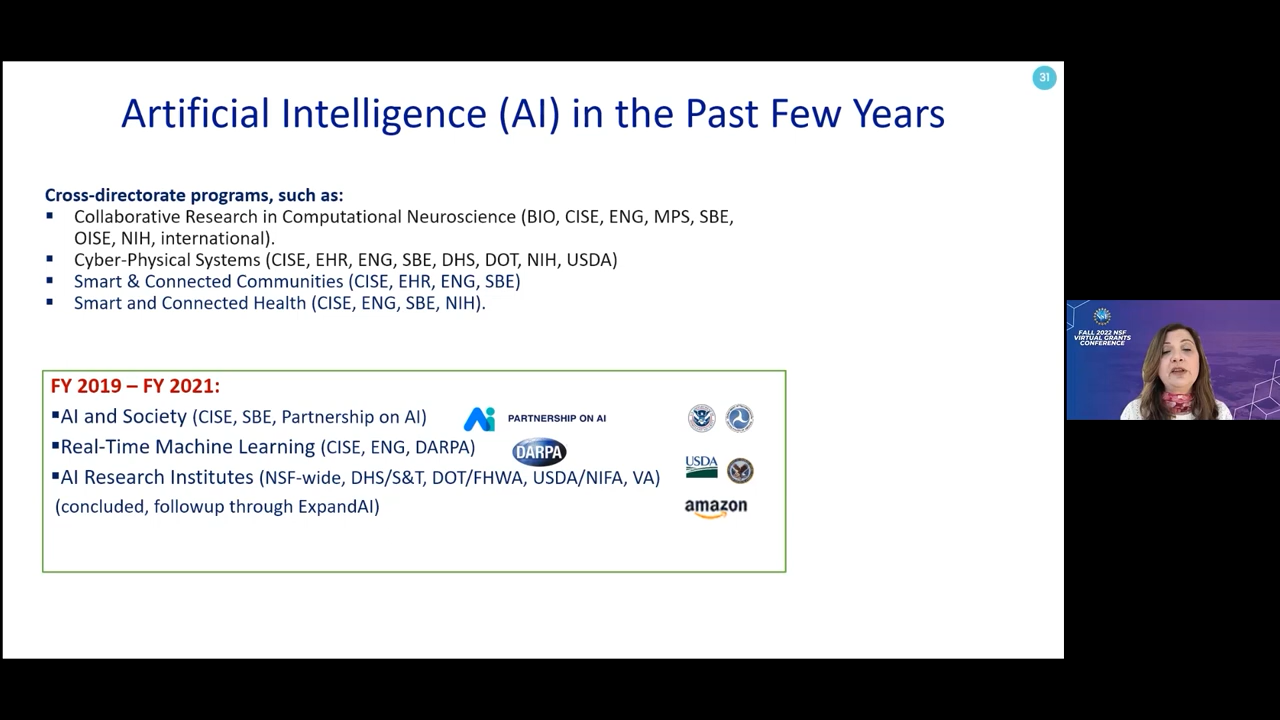 31
Artificial Intelligence (AI) in the Past Few Years
Cross-directorate programs, such as:
▪ Collaborative Research in Computational Neuroscience (BIO, CISE, ENG, MPS, SBE,
OISE, NIH, international).
▪ Cyber-Physical Systems (CISE, EHR, ENG, SBE, DHS, DOT, NIH, USDA)
▪ Smart & Connected Communities (CISE, EHR, ENG, SBE)
▪ Smart and Connected Health (CISE, ENG, SBE, NIH).
FY 2019 – FY 2021:
▪AI and Society (CISE, SBE, Partnership on AI)
PARTNERSHIP ON AI
▪Real-Time Machine Learning (CISE, ENG, DARPA)
DARPA
▪AI Research Institutes (NSF-wide, DHS/S&T, DOT/FHWA, USDA/NIFA, VA)
USDA
(concluded, followup through ExpandAI)
amazon
NSF
FALL 2022 NSF
VIRTUAL GRANTS
CONFERENCE